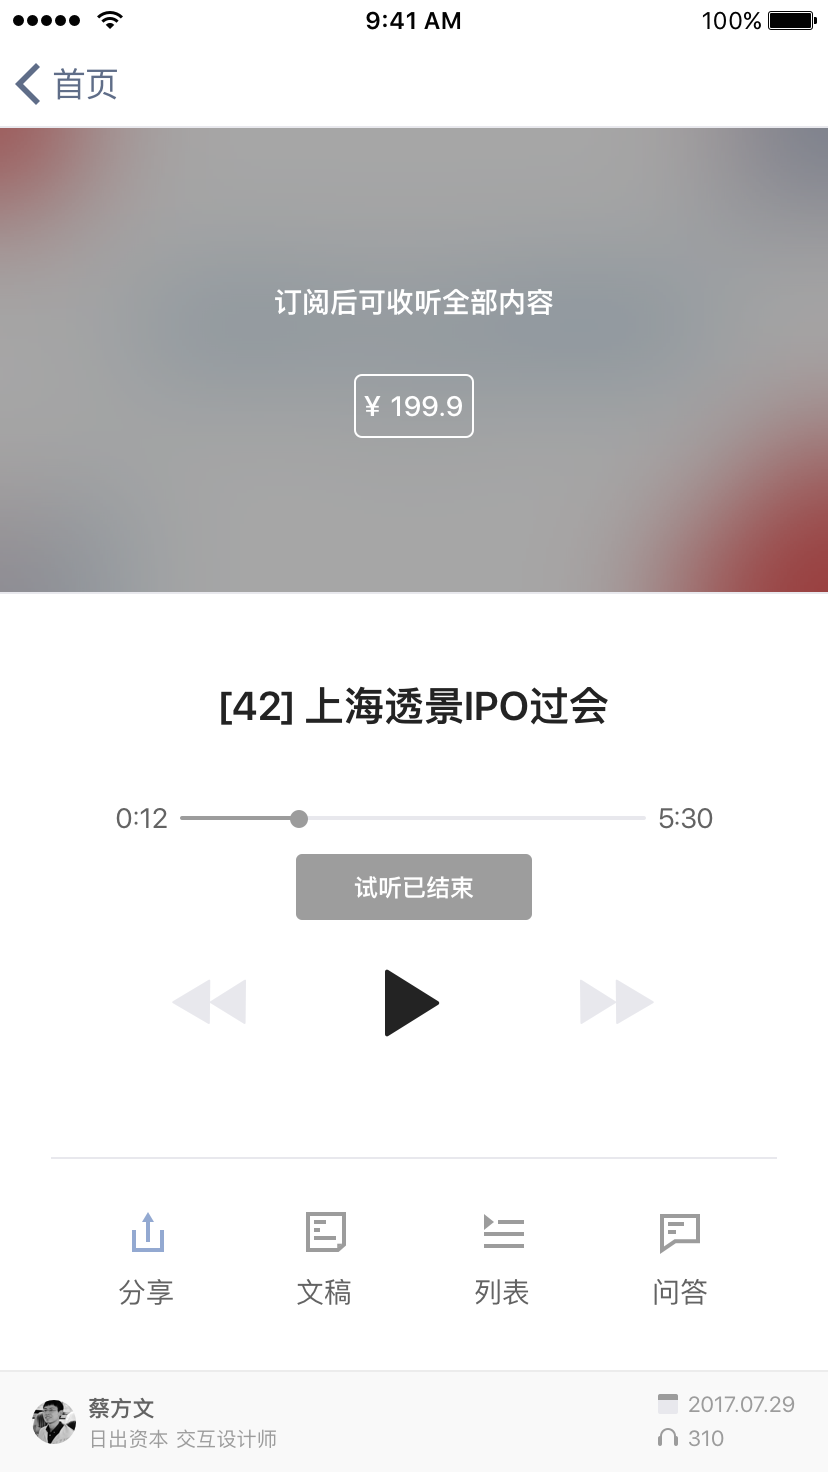 9:41 AM
100%
首页
订阅后可收听全部内容
¥ 199.9
[42] 上海透景IPO过会
0:12
5:30
试听已结束
分享
文稿
列表
问答
蔡方文
2017.07.29
日出资本 交互设计师
310